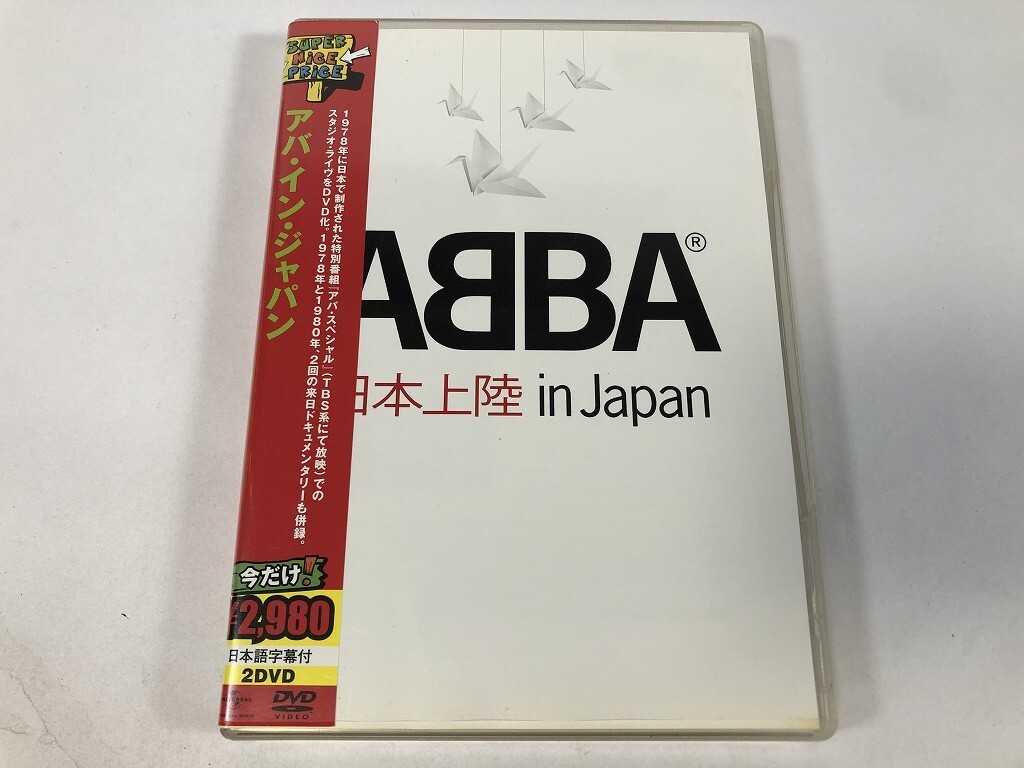 SUPER
NICE
PRICE
アバ・イン・ジャパン
1978年に日本で制作された特別番組『アバ・スペシャル』(TBS系にて放映)での
スタジオ・ライヴをDVD化。1978年と1980年、2回の来日ドキュメンタリーも併録。
今だけ!
¥2,980
日本語字幕付
2DVD
DVD
VIDEO
ABBA®
日本上陸 in Japan